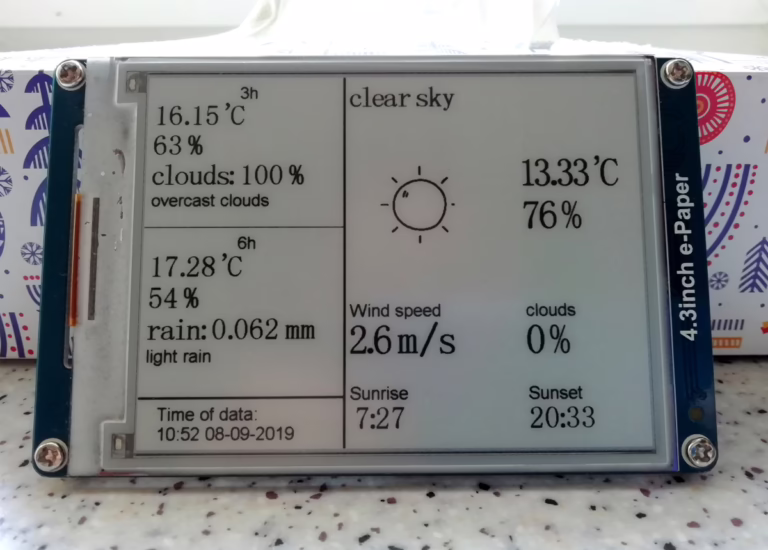 3h
16.15'C
63%
clouds: 100%
overcast clouds
6h
17.28'C
54%
rain: 0.062 mm
light rain
Time of data:
10:52 08-09-2019
clear sky
13.33'C
76%
Wind speed
2.6m/s
clouds
0%
Sunrise
7:27
Sunset
20:33
4.3inch e-Paper